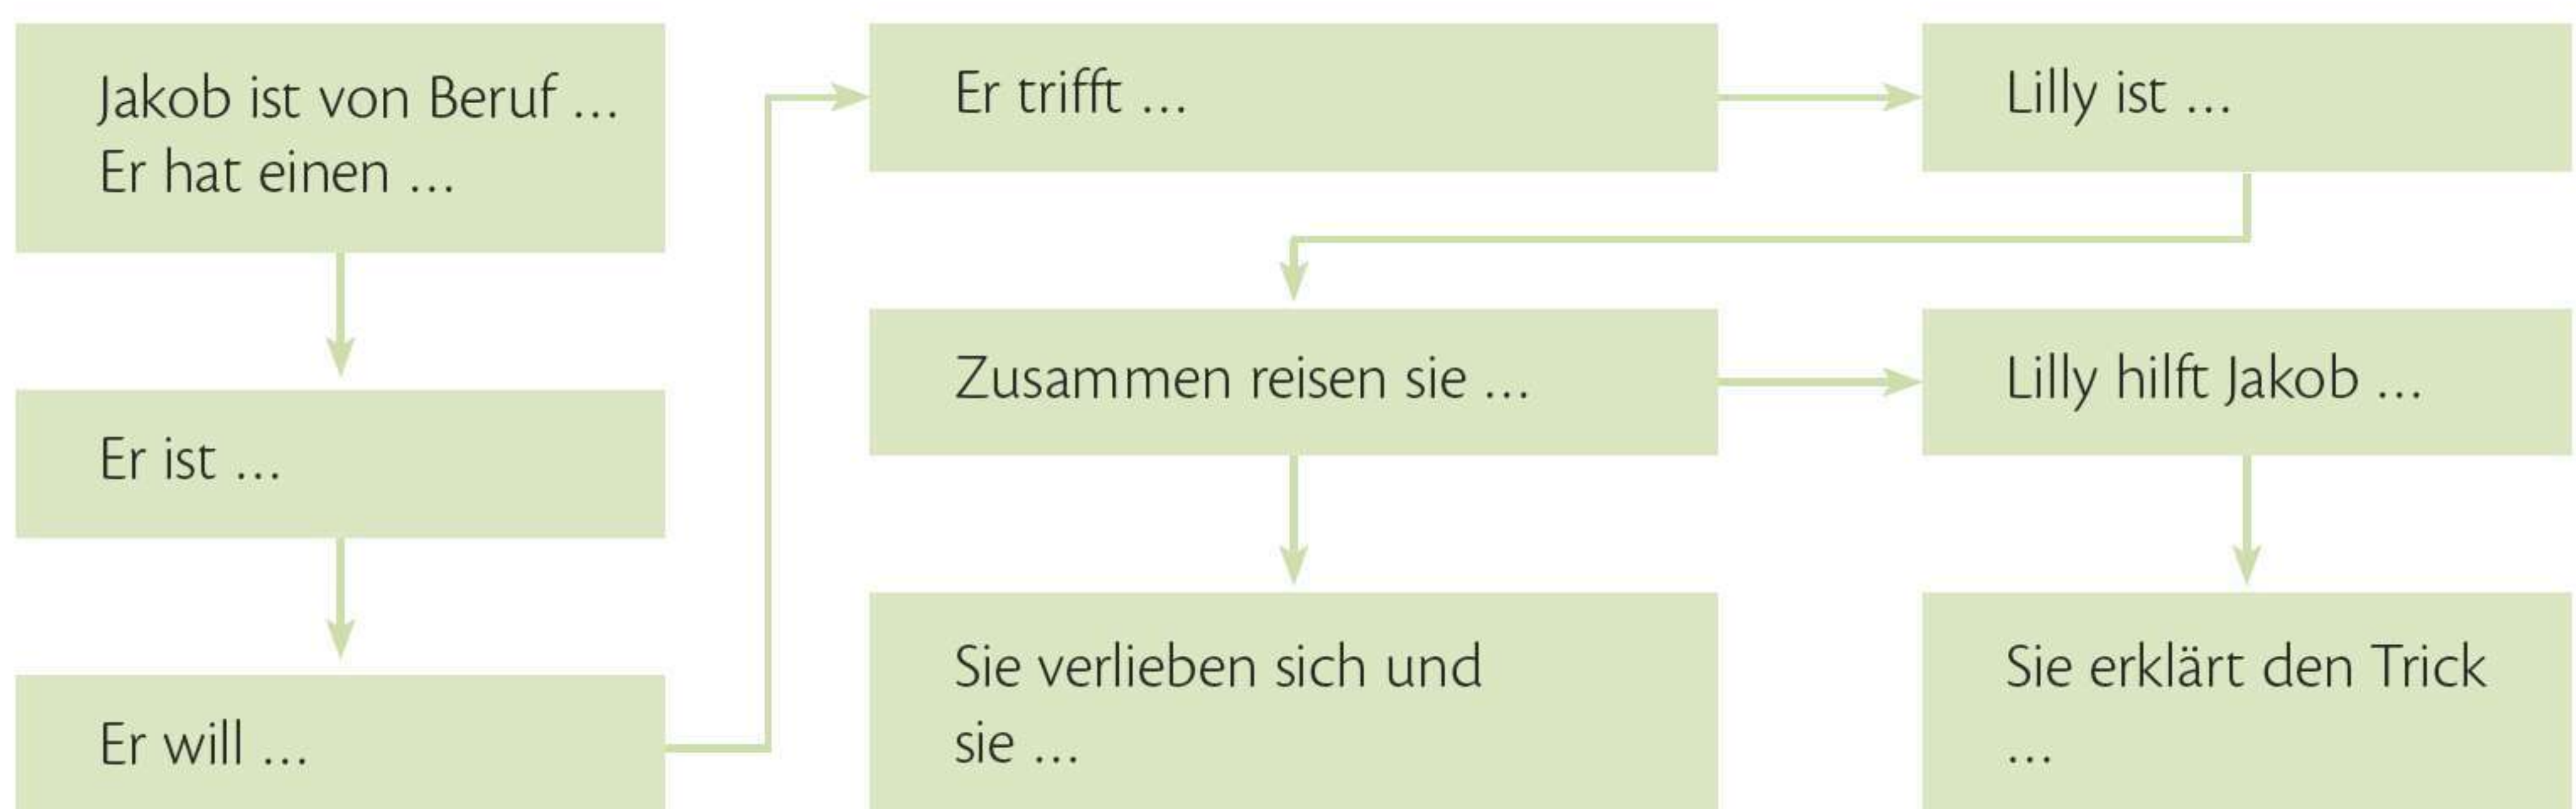 Jakob ist von Beruf ...
Er hat einen ...
Er ist ...
Er will ...
Er trifft ...
Lilly ist ...
Zusammen reisen sie ...
Lilly hilft Jakob ...
Sie verlieben sich und
sie ...
Sie erklärt den Trick
...